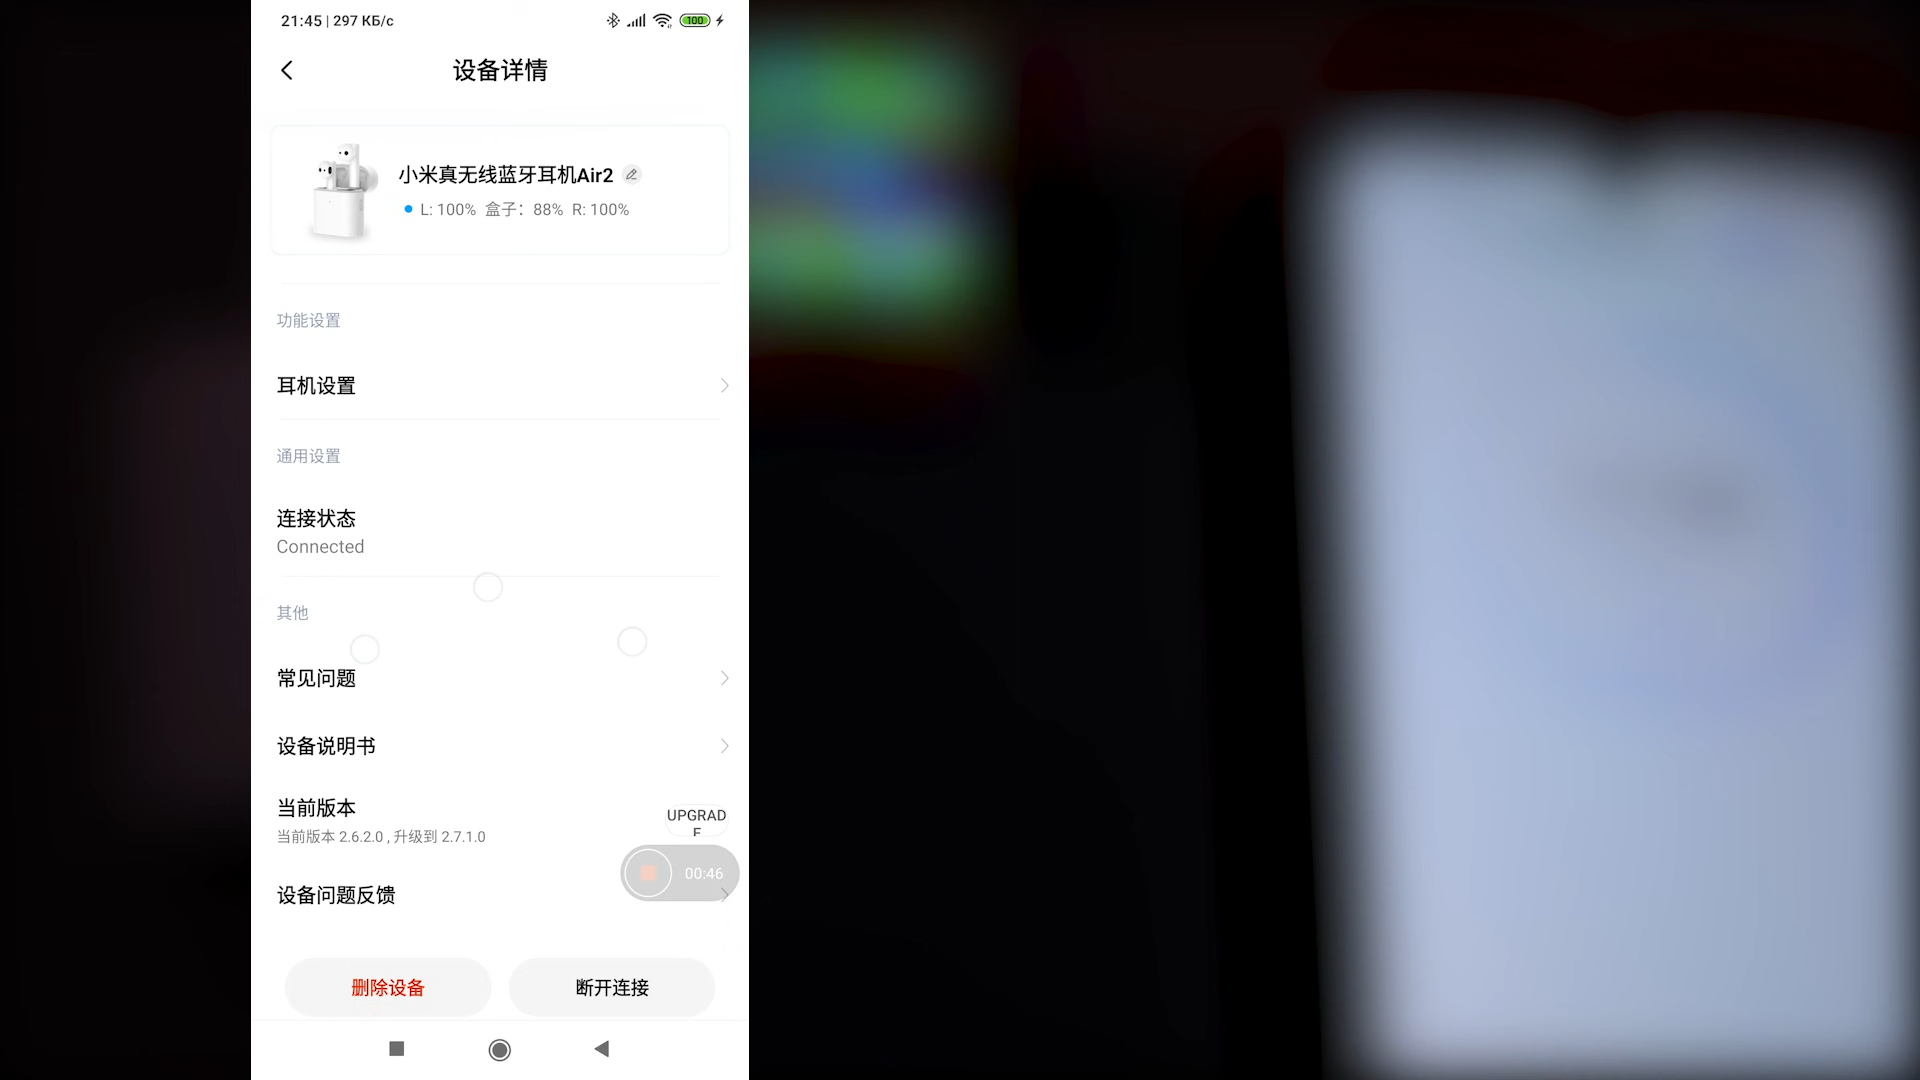 21:45 | 297 КБ/с
100
设备详情
小米真无线蓝牙耳机Air2
L: 100% 盒子：88% R: 100%
功能设置
耳机设置
通用设置
连接状态
Connected
其他
常见问题
设备说明书
当前版本
当前版本 2.6.2.0 , 升级到 2.7.1.0
UPGRAD
E
00:46
设备问题反馈
删除设备
断开连接